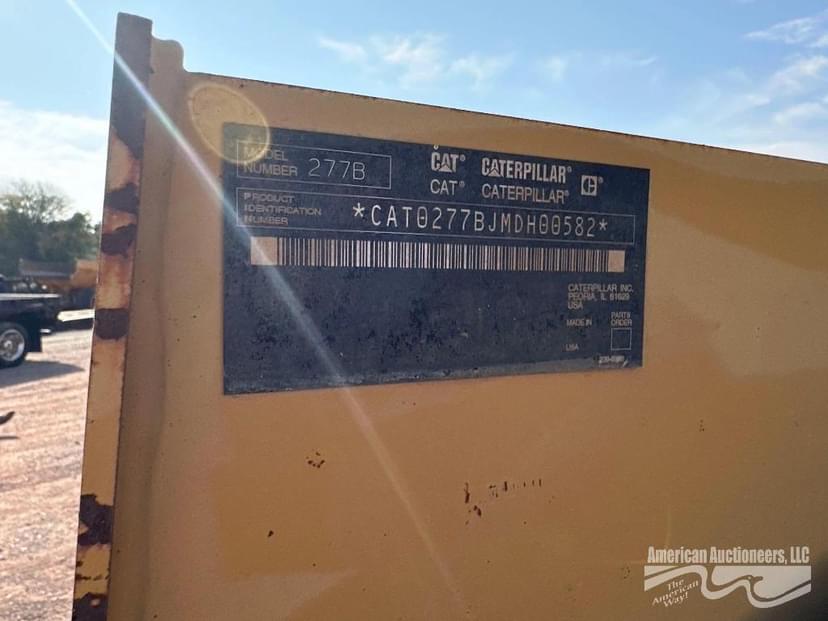 MODEL NUMBER 277B
CAT® CATERPILLAR®
CAT® CATERPILLAR® C®
PRODUCT
IDENTIFICATION
NUMBER
*CAT0277BJMDH00582*
CATERPILLAR INC.
PEORIA, IL 61629
USA
MADE IN
USA
PARTS
ORDER
American Auctioneers, LLC
The
American
Way!